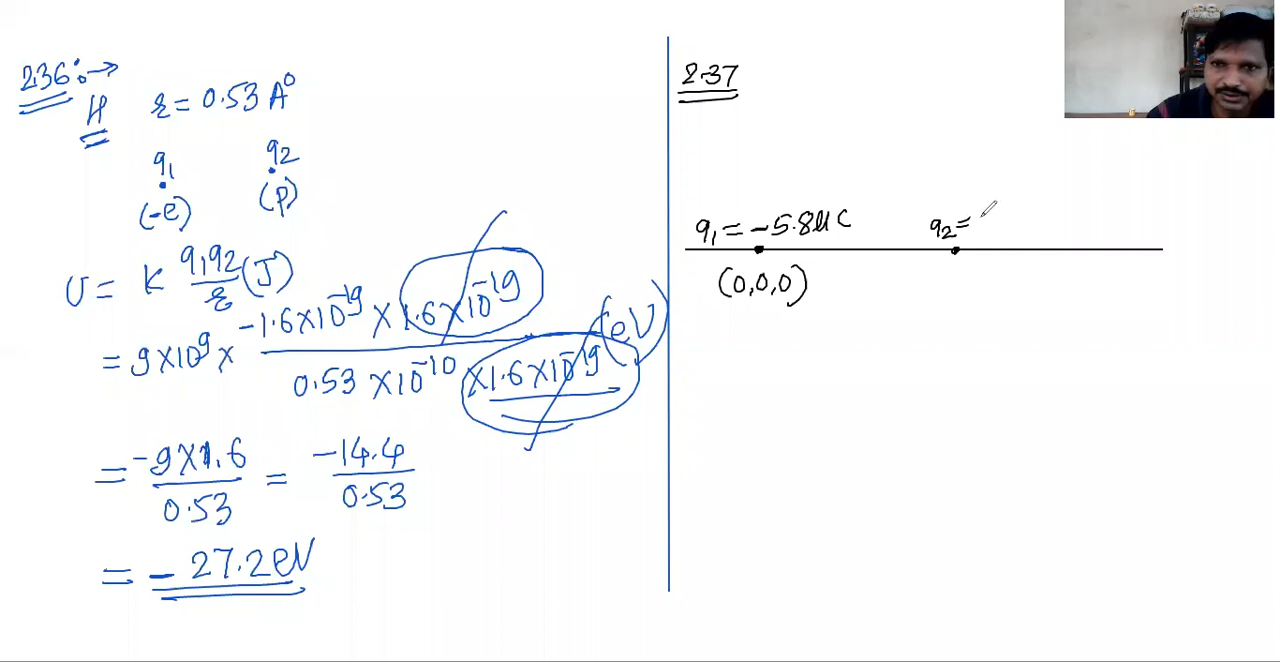 2.36:→
H r = 0.53 A⁰
q₁ q₂
(-e) (p)
U = K q₁q₂/r (J)
= 9×10⁹ × -1.6×10⁻¹⁹ × 1.6×10⁻¹⁹ / 0.53×10⁻¹⁰ ×1.6×10⁻¹⁹ (eV)
= -9×1.6/0.53 = -14.4/0.53
= -27.2eV
2.37
q₁ = -5.8μC q₂=
(0,0,0)